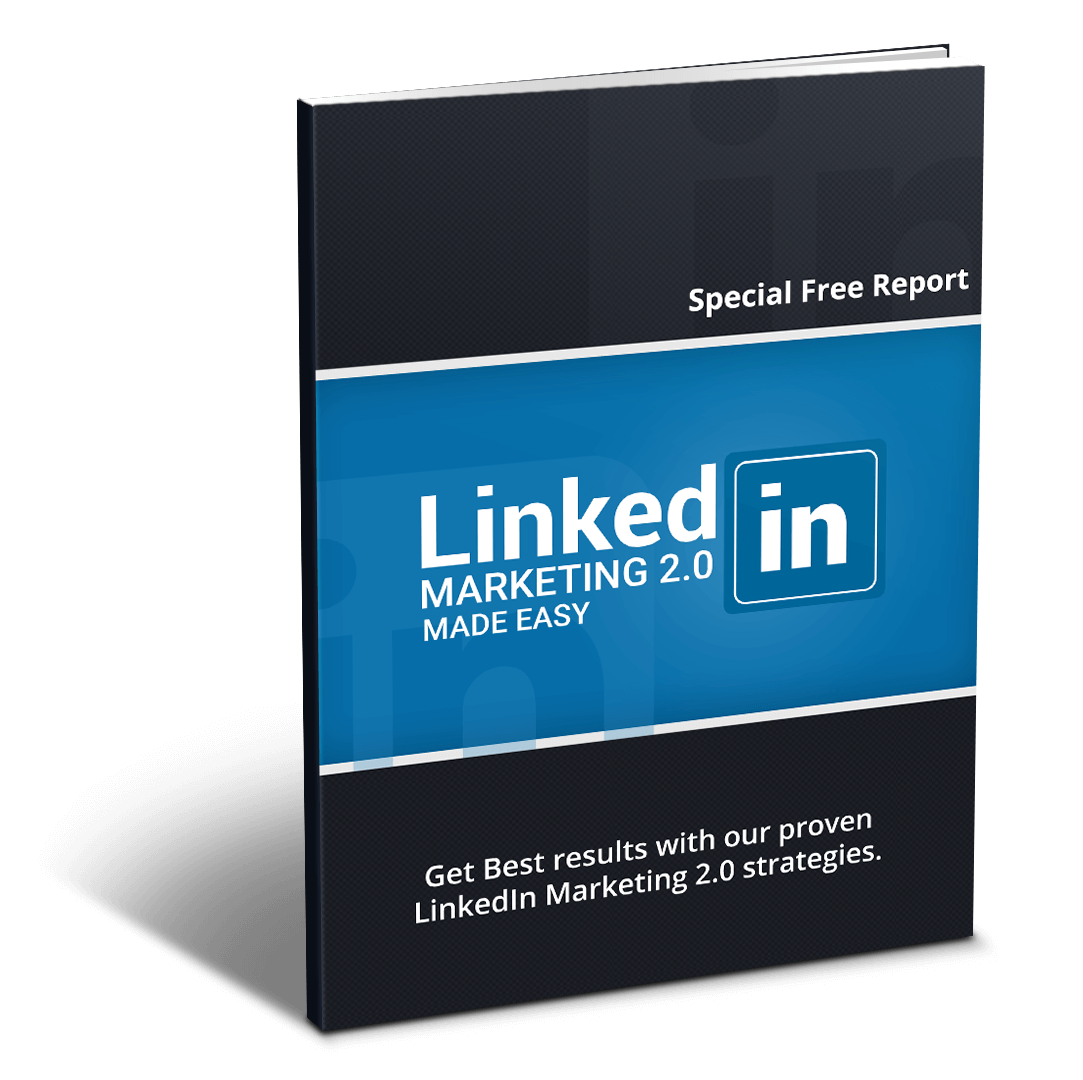 Special Free Report
Linked in
MARKETING 2.0
MADE EASY
Get Best results with our proven
LinkedIn Marketing 2.0 strategies.